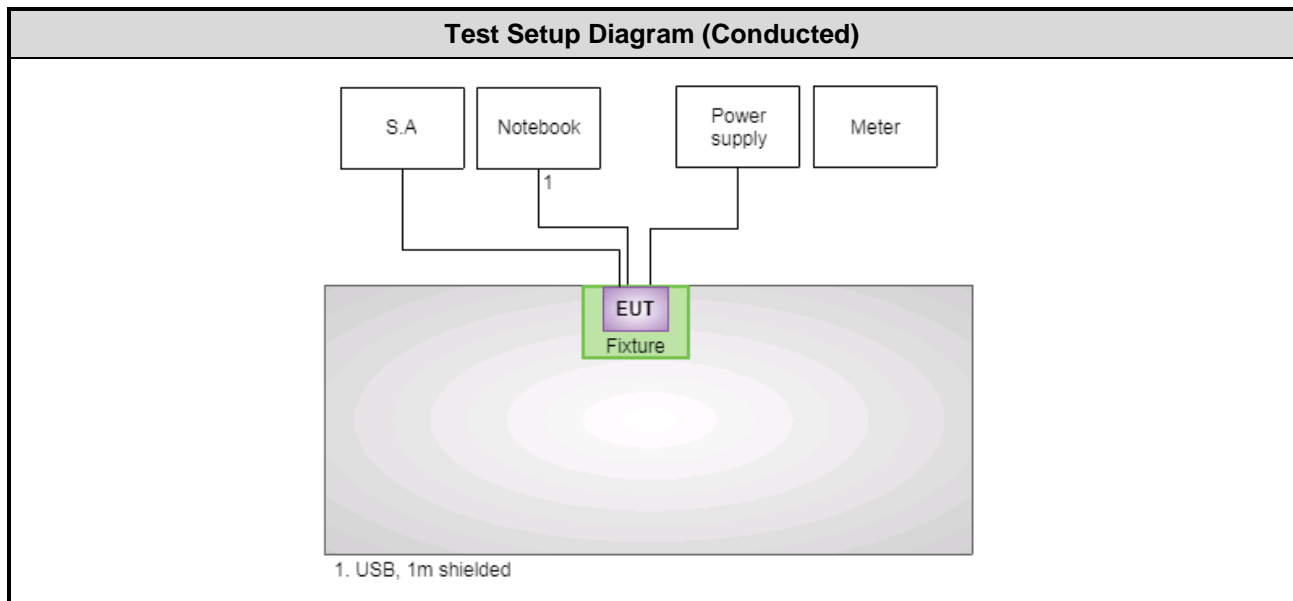 Test Setup Diagram (Conducted)
S.A
Notebook
Power
supply
Meter
1
EUT
Fixture
1. USB, 1m shielded